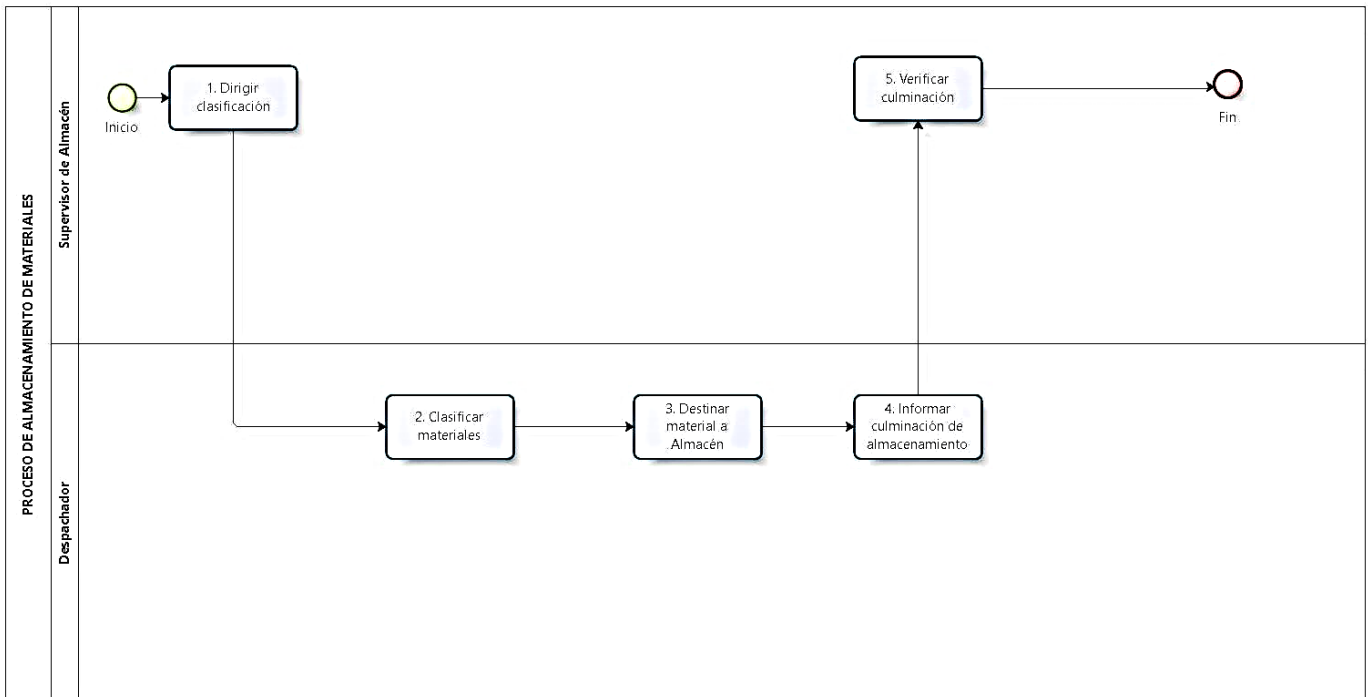 PROCESO DE ALMACENAMIENTO DE MATERIALES
Supervisor de Almacén
Inicio
1. Dirigir
clasificación
5. Verificar
culminación
Fin
Despachador
2. Clasificar
materiales
3. Destinar
material a
Almacén
4. Informar
culminación de
almacenamiento